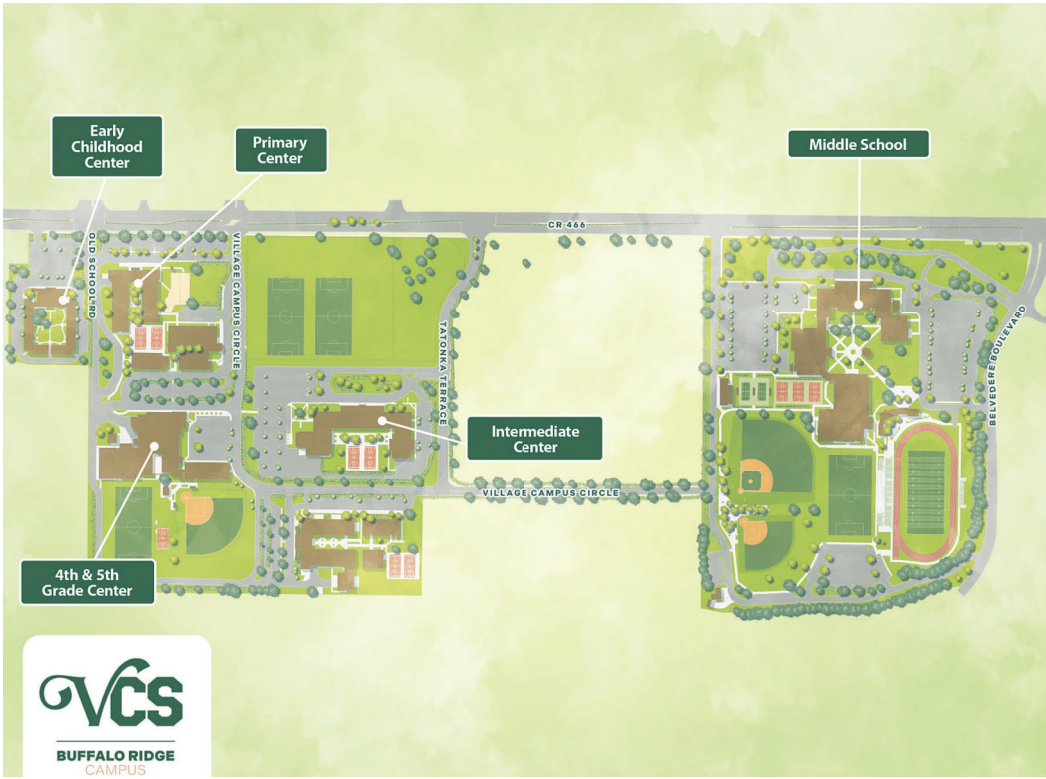 Early
Childhood
Center
Primary
Center
Middle School
CR 466
OLD SCHOOL RD
VILLAGE CAMPUS CIRCLE
TATONKA TERRACE
BELVEDERE BOULEVARD
Intermediate
Center
VILLAGE CAMPUS CIRCLE
4th & 5th
Grade Center
VCS
BUFFALO RIDGE
CAMPUS